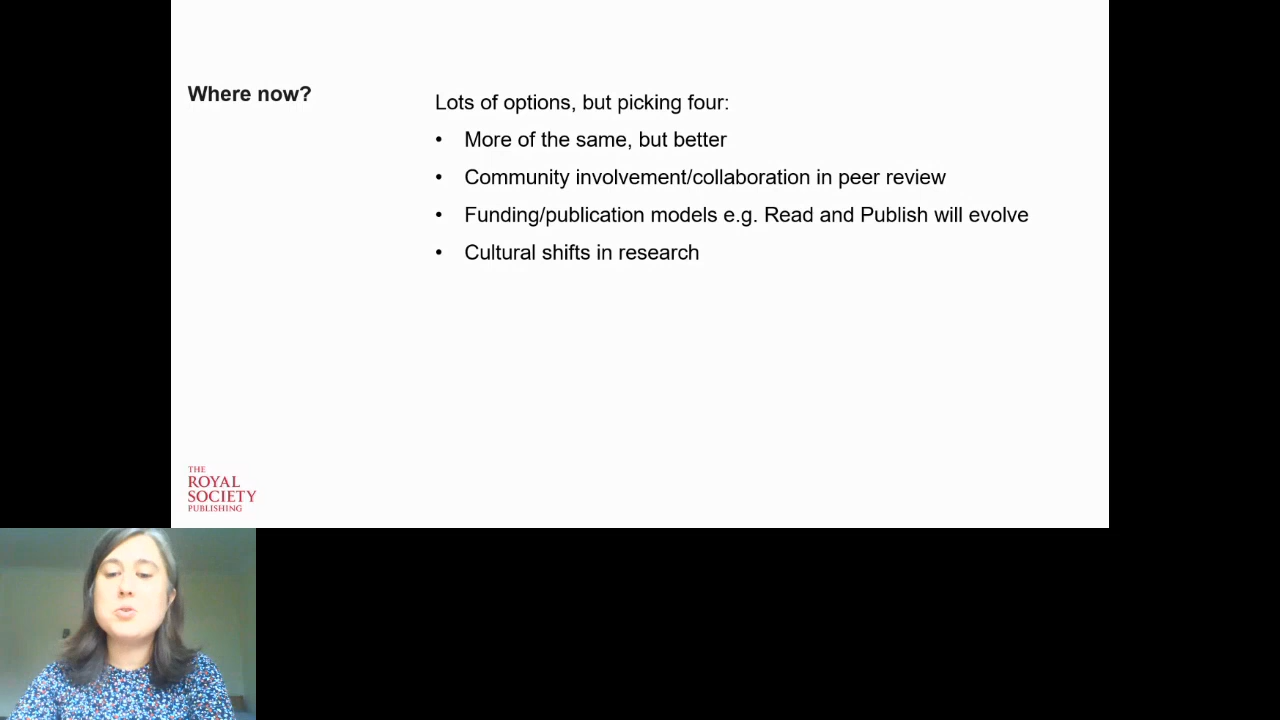 Where now?
Lots of options, but picking four:
• More of the same, but better
• Community involvement/collaboration in peer review
• Funding/publication models e.g. Read and Publish will evolve
• Cultural shifts in research
THE
ROYAL
SOCIETY
PUBLISHING